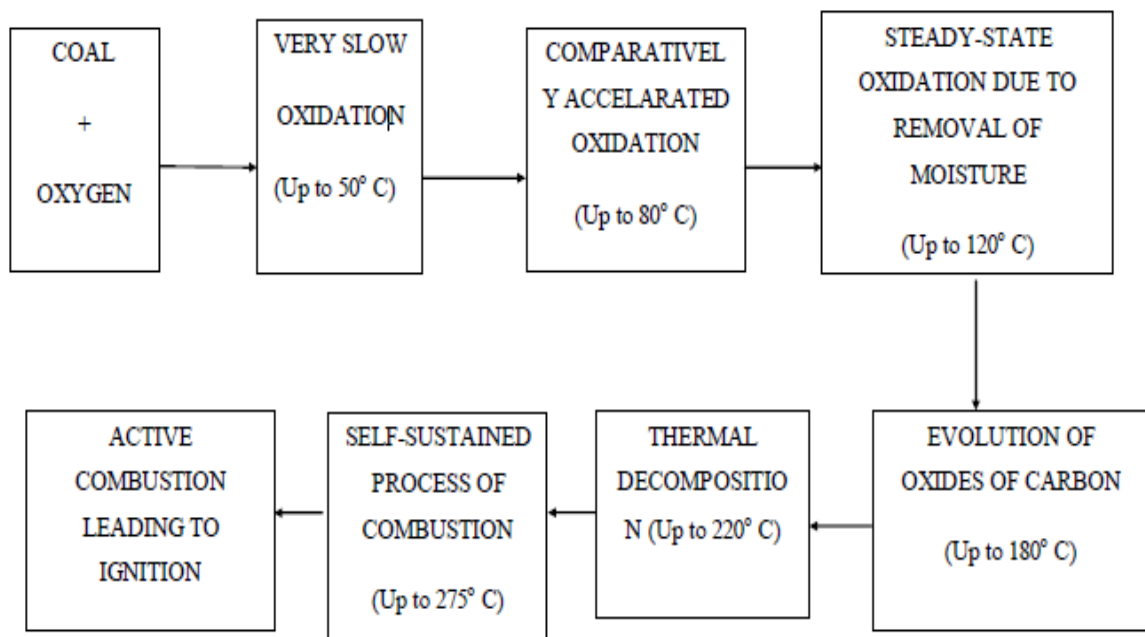 COAL
+
OXYGEN
VERY SLOW
OXIDATION
(Up to 50° C)
COMPARATIVEL
Y ACCELARATED
OXIDATION
(Up to 80° C)
STEADY-STATE
OXIDATION DUE TO
REMOVAL OF
MOISTURE
(Up to 120° C)
EVOLUTION OF
OXIDES OF CARBON
(Up to 180° C)
THERMAL
DECOMPOSITIO
N (Up to 220° C)
SELF-SUSTAINED
PROCESS OF
COMBUSTION
(Up to 275° C)
ACTIVE
COMBUSTION
LEADING TO
IGNITION